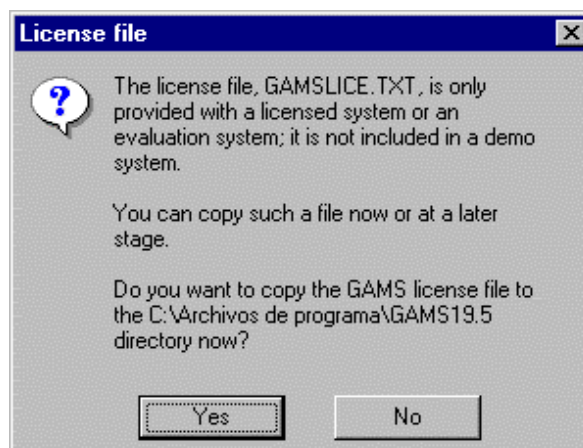 License file
The license file, GAMSLICE.TXT, is only
provided with a licensed system or an
evaluation system; it is not included in a demo
system.
You can copy such a file now or at a later
stage.
Do you want to copy the GAMS license file to
the C:\Archivos de programa\GAMS19.5
directory now?
Yes
No